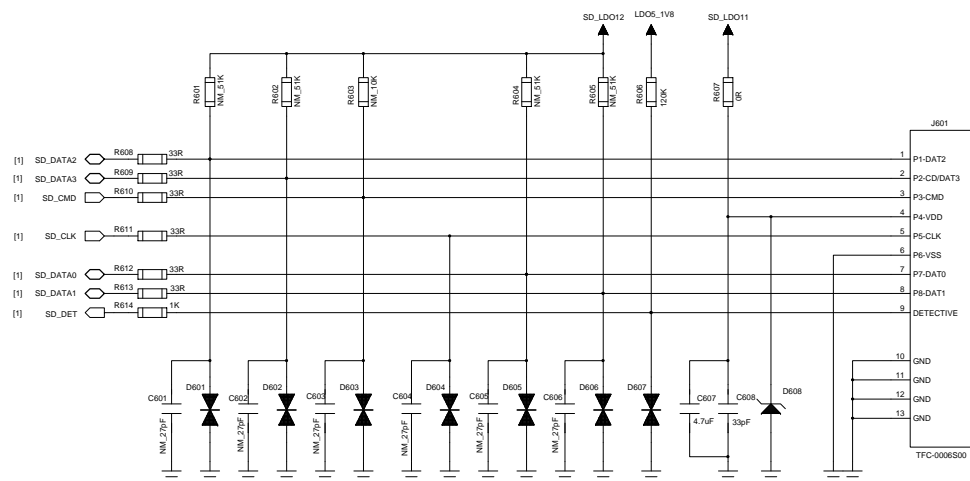 SD_LDO12 LDO5_1V8 SD_LDO11
R601 NM_51K R602 NM_51K R603 NM_10K R604 NM_51K R605 NM_51K R606 120K R607 0R
J601
[1] SD_DATA2 R608 33R 1 P1-DAT2
[1] SD_DATA3 R609 33R 2 P2-CD/DAT3
[1] SD_CMD R610 33R 3 P3-CMD
4 P4-VDD
[1] SD_CLK R611 33R 5 P5-CLK
6 P6-VSS
[1] SD_DATA0 R612 33R 7 P7-DAT0
[1] SD_DATA1 R613 33R 8 P8-DAT1
[1] SD_DET R614 1K 9 DETECTIVE
10 GND
11 GND
12 GND
13 GND
C601 D601 C602 D602 C603 D603 C604 D604 C605 D605 C606 D606 D607 C607 C608 D608
NM_27pF NM_27pF NM_27pF NM_27pF NM_27pF NM_27pF 4.7uF 33pF
TFC-0006S00